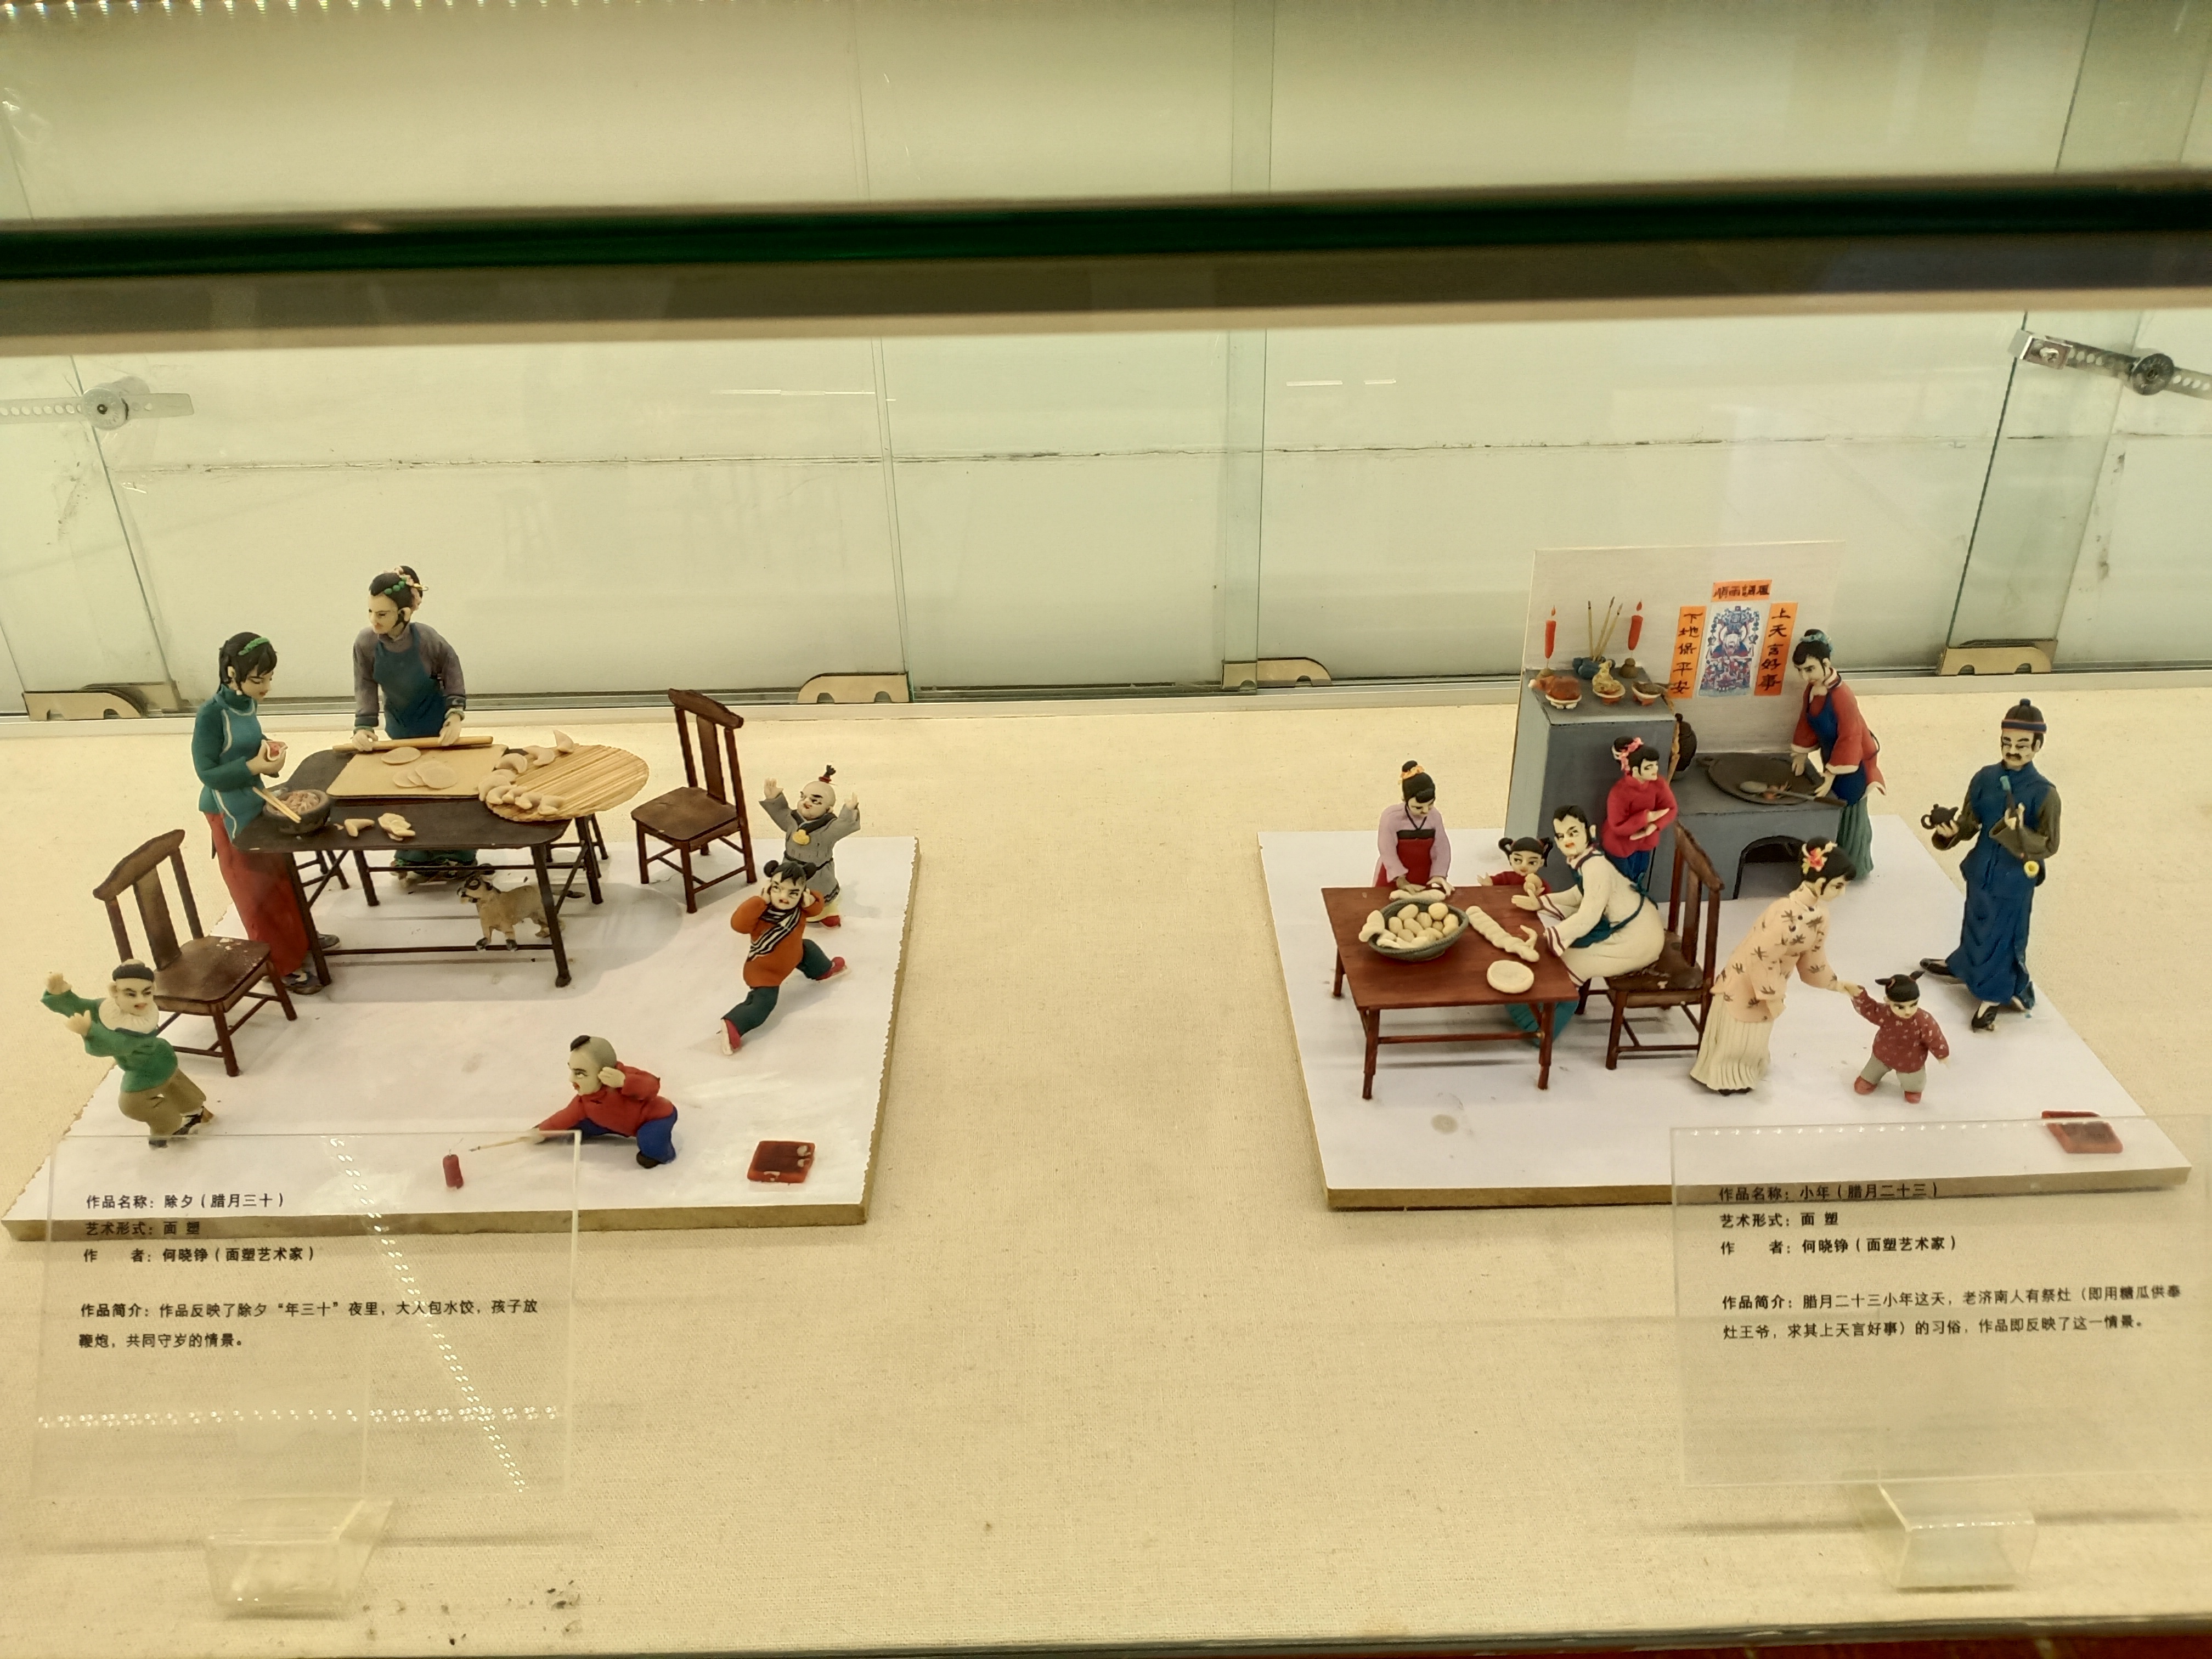 風調雨順
上天言好事
下地保平安
作品名称：除夕（腊月三十）
艺术形式：面 塑
作　　者：何晓铮（面塑艺术家）
作品简介：作品反映了除夕“年三十”夜里，大人包水饺，孩子放
鞭炮，共同守岁的情景。
作品名称：小年（腊月二十三）
艺术形式：面 塑
作　　者：何晓铮（面塑艺术家）
作品简介：腊月二十三小年这天，老济南人有祭灶（即用糖瓜供奉
灶王爷，求其上天言好事）的习俗，作品即反映了这一情景。